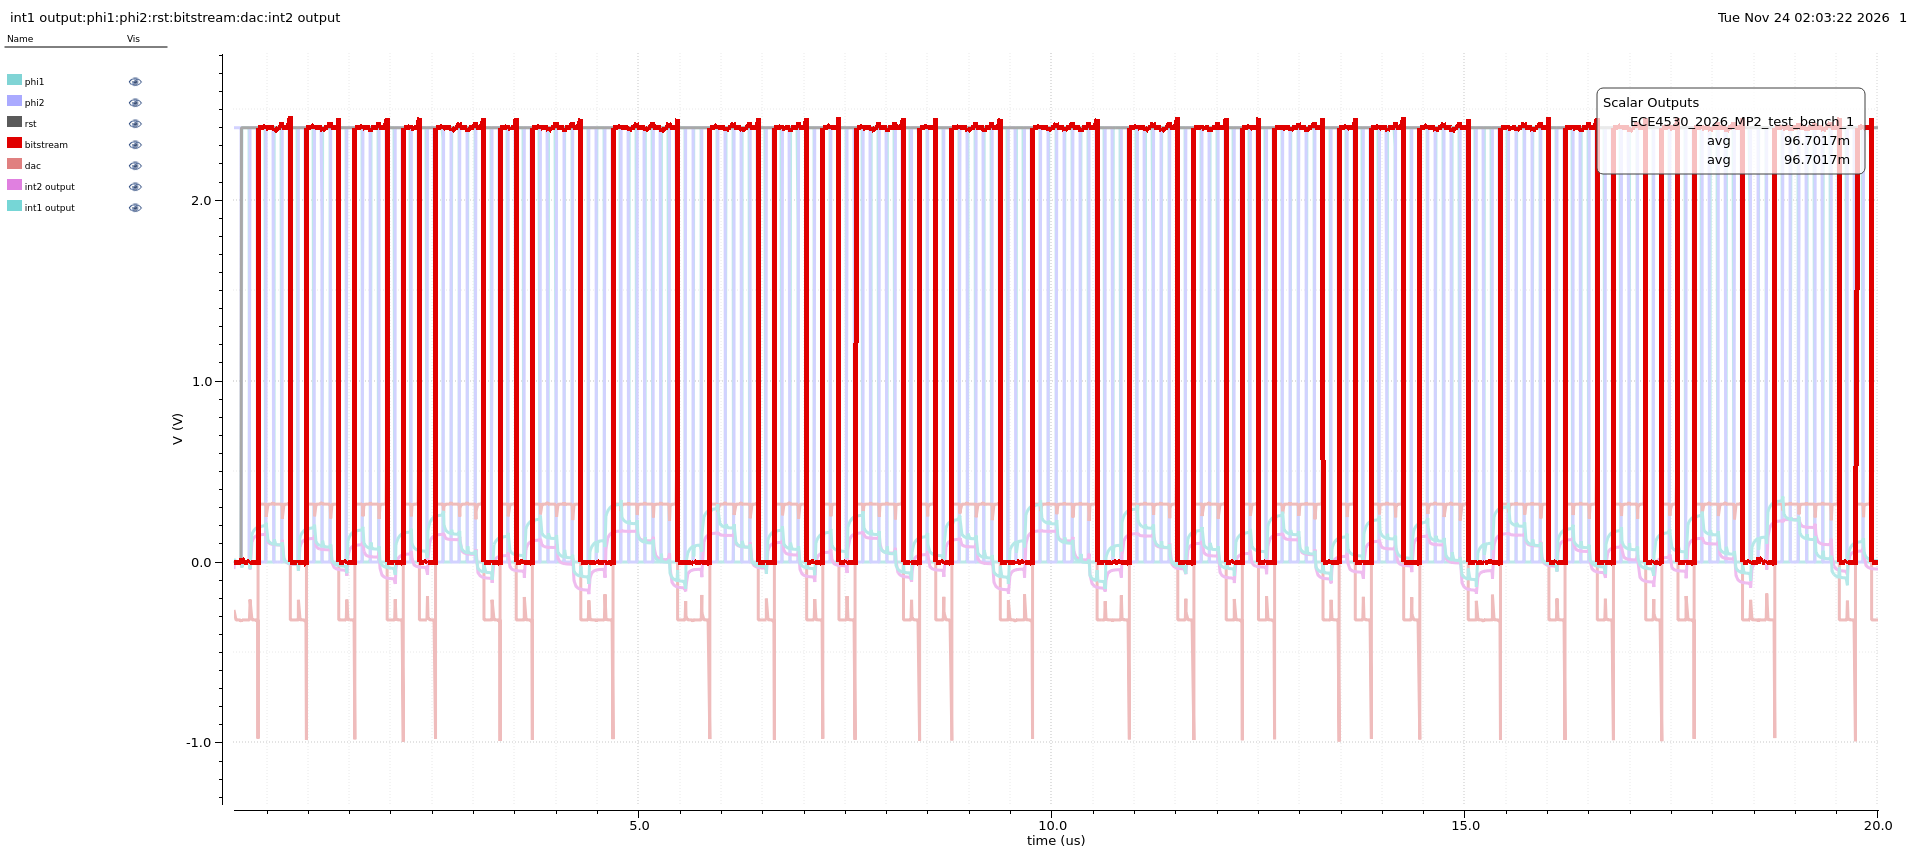 int1 output:phi1:phi2:rst:bitstream:dac:int2 output
Tue Nov 24 02:03:22 2026 1
Name Vis
phi1
phi2
rst
bitstream
dac
int2 output
int1 output
Scalar Outputs
ECE4530_2026_MP2_test_bench_1
avg 96.7017m
avg 96.7017m
2.0
1.0
0.0
-1.0
V (V)
5.0 10.0 15.0 20.0
time (us)